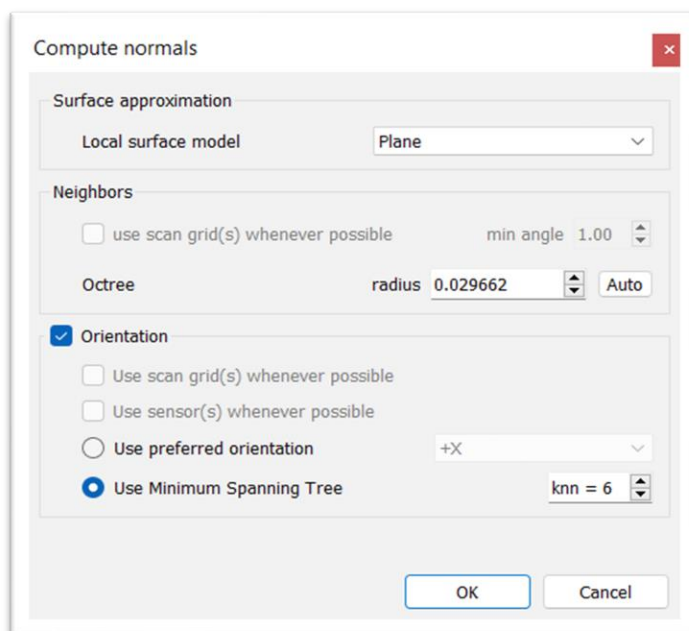 Compute normals
Surface approximation
Local surface model Plane
Neighbors
use scan grid(s) whenever possible min angle 1.00
Octree radius 0.029662 Auto
Orientation
Use scan grid(s) whenever possible
Use sensor(s) whenever possible
Use preferred orientation +X
Use Minimum Spanning Tree knn = 6
OK Cancel